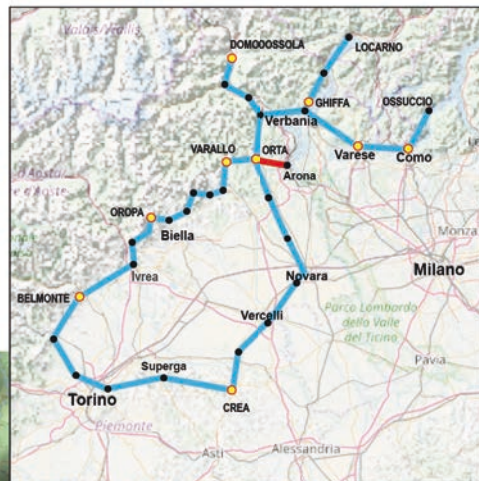 DOMODOSSOLA
LOCARNO
GHIFFA
OSSUCCIO
Verbania
VARALLO
ORTA
Varese
Como
Arona
OROPA
Biella
Monza
Ivrea
Novara
Milano
BELMONTE
Parco Lombardo
della Valle
del Ticino
Vercelli
Superga
Pavia
Torino
CREA
Piemonte
Asti
Alessandria